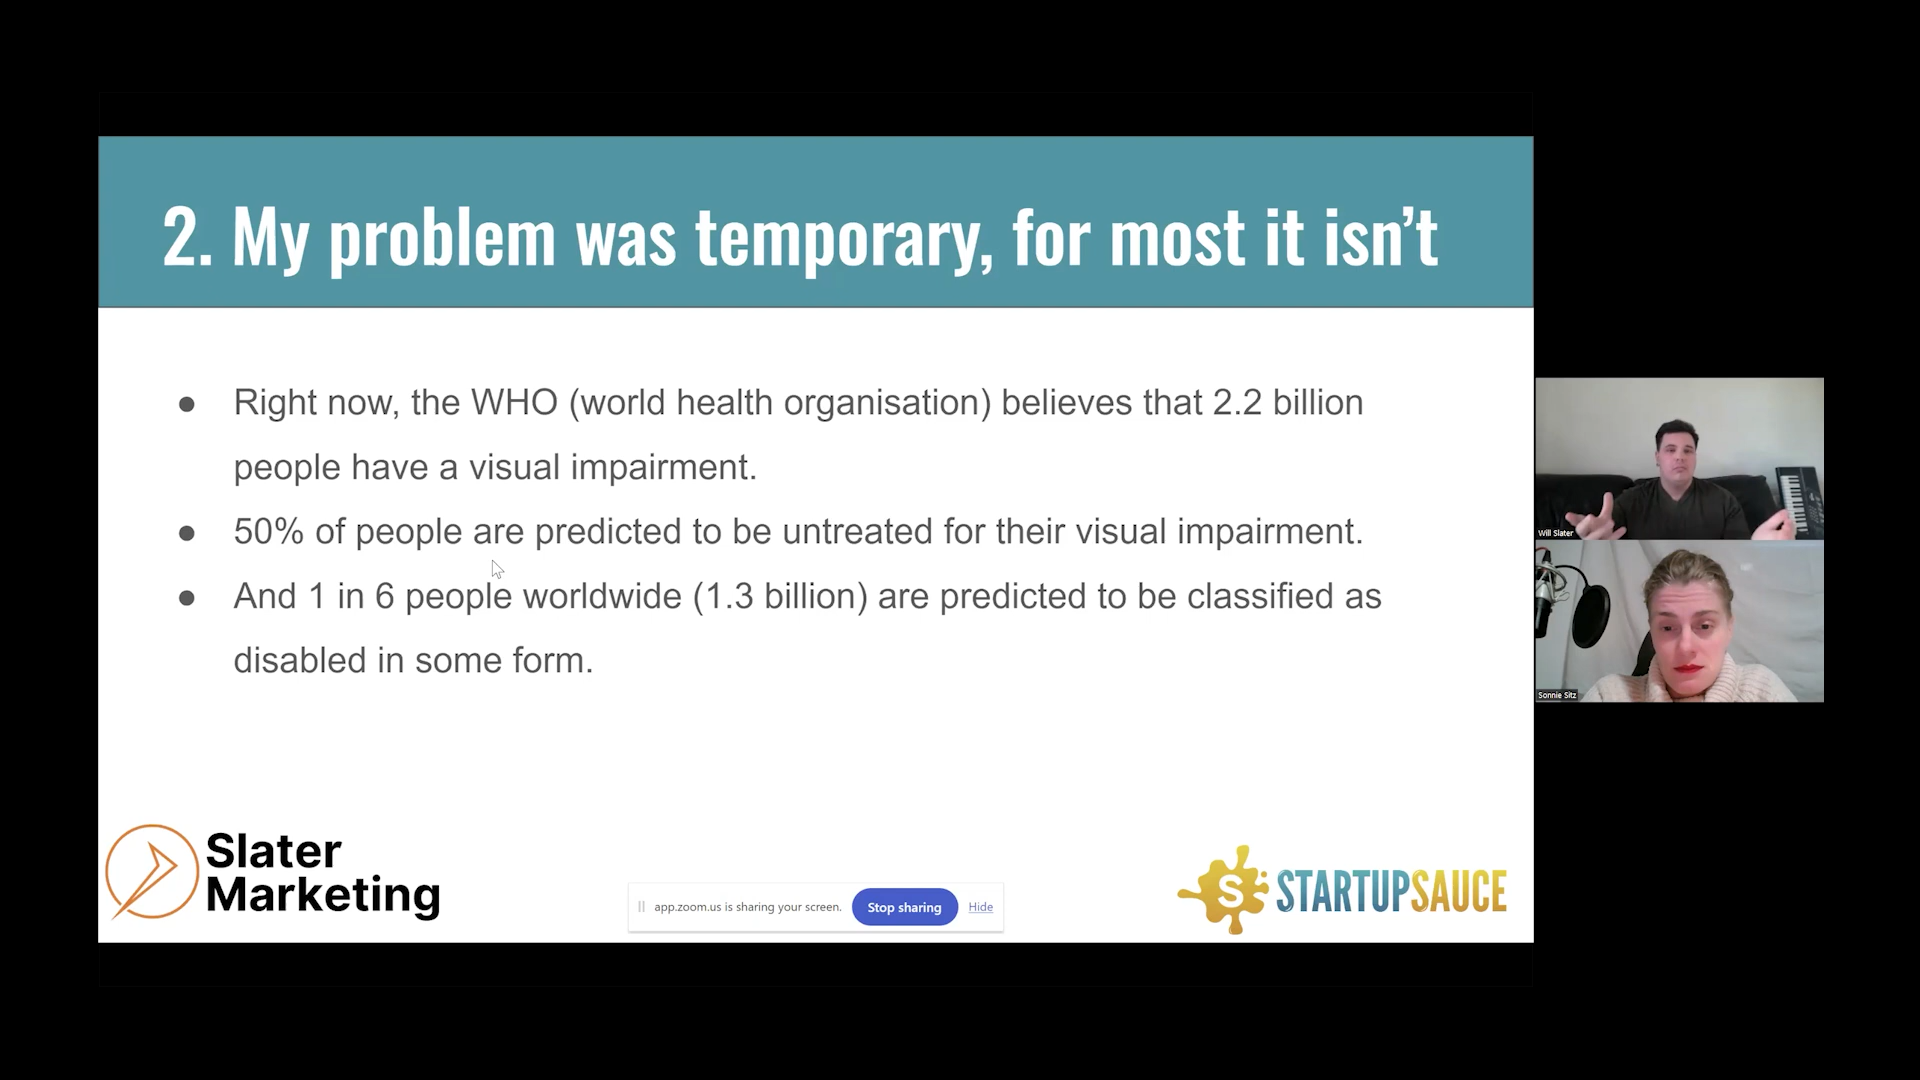 2. My problem was temporary, for most it isn’t
● Right now, the WHO (world health organisation) believes that 2.2 billion
people have a visual impairment.
● 50% of people are predicted to be untreated for their visual impairment.
● And 1 in 6 people worldwide (1.3 billion) are predicted to be classified as
disabled in some form.
Slater
Marketing
app.zoom.us is sharing your screen. Stop sharing Hide
S STARTUPSAUCE
Will Slater
Sonnie Sitz